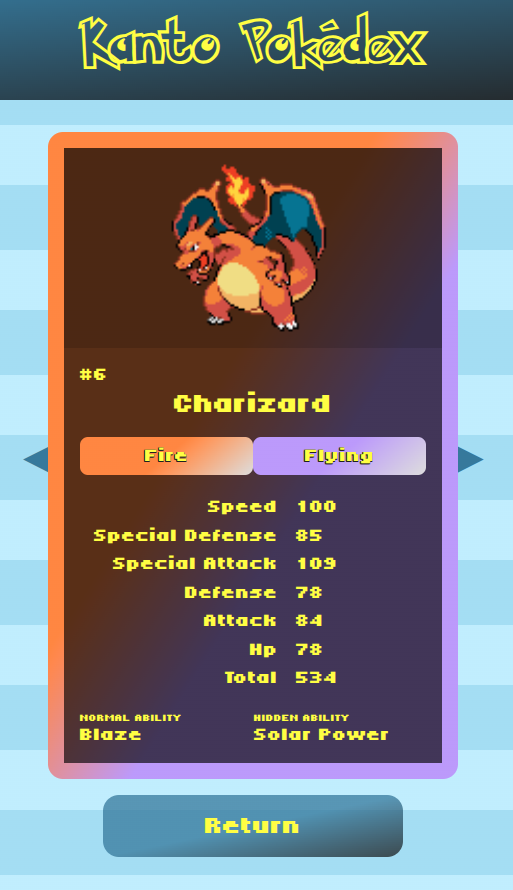 Kanto Pokédex
#6
Charizard
Fire Flying
Speed 100
Special Defense 85
Special Attack 109
Defense 78
Attack 84
Hp 78
Total 534
NORMAL ABILITY HIDDEN ABILITY
Blaze Solar Power
Return